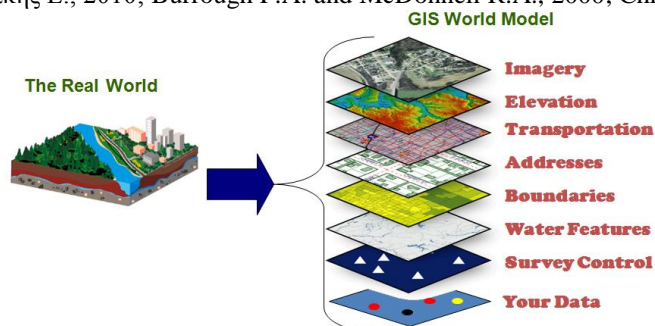 2010, Burrough P.A. and McDonnell R.A., 2000,
GIS World Model
The Real World
Imagery
Elevation
Transportation
Addresses
Boundaries
Water Features
Survey Control
Your Data